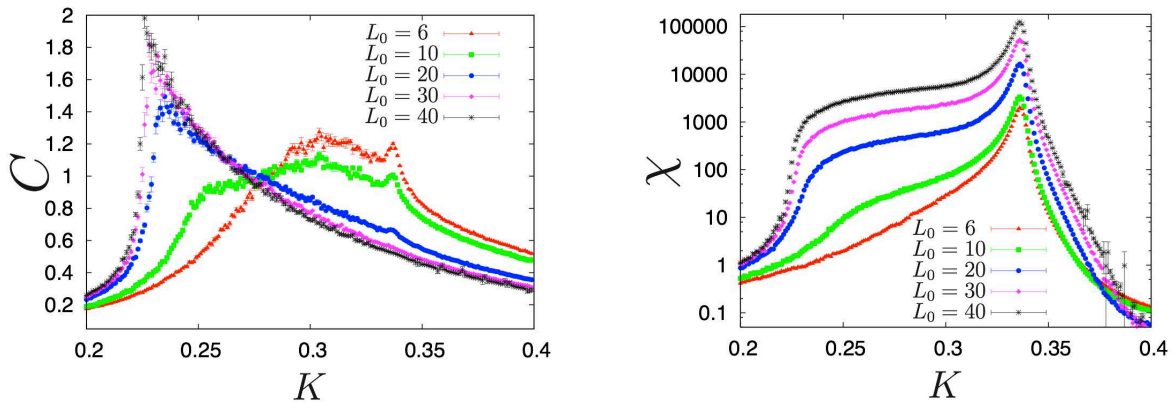 C
2
1.8
1.6
1.4
1.2
1
0.8
0.6
0.4
0.2
L₀ = 6
L₀ = 10
L₀ = 20
L₀ = 30
L₀ = 40
0.2 0.25 0.3 0.35 0.4
K
χ
100000
10000
1000
100
10
1
0.1
L₀ = 6
L₀ = 10
L₀ = 20
L₀ = 30
L₀ = 40
0.2 0.25 0.3 0.35 0.4
K